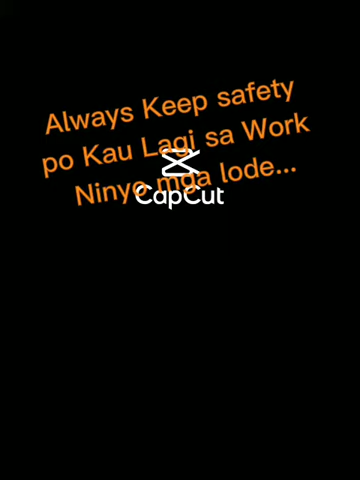 Always Keep safety
po Kau Lagi sa Work
Ninyo mga lode...
CapCut